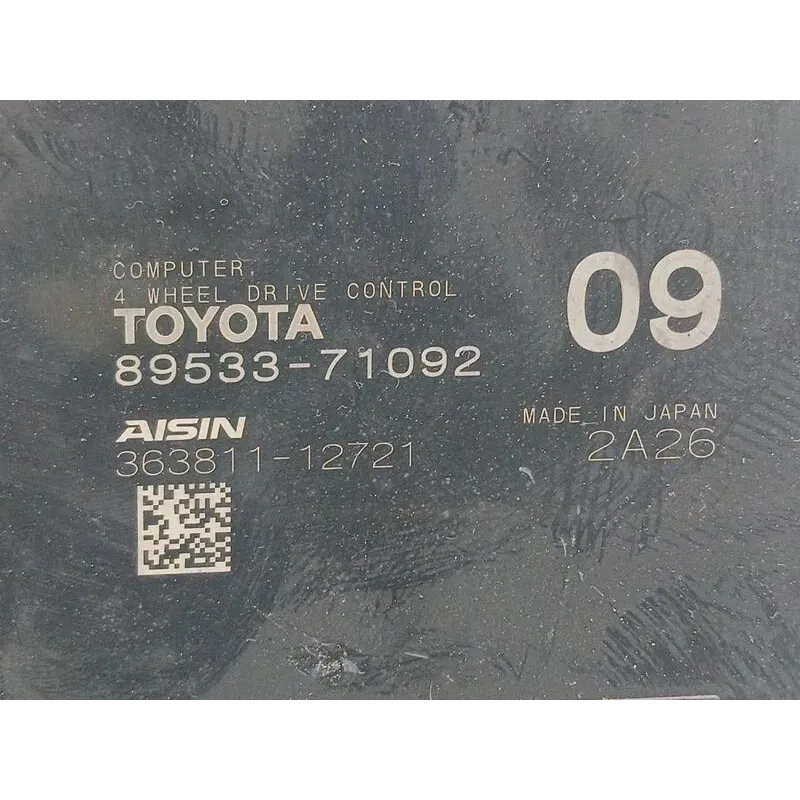 COMPUTER,
4 WHEEL DRIVE CONTROL
TOYOTA
89533-71092
09
AISIN
363811-12721
MADE IN JAPAN
2A26